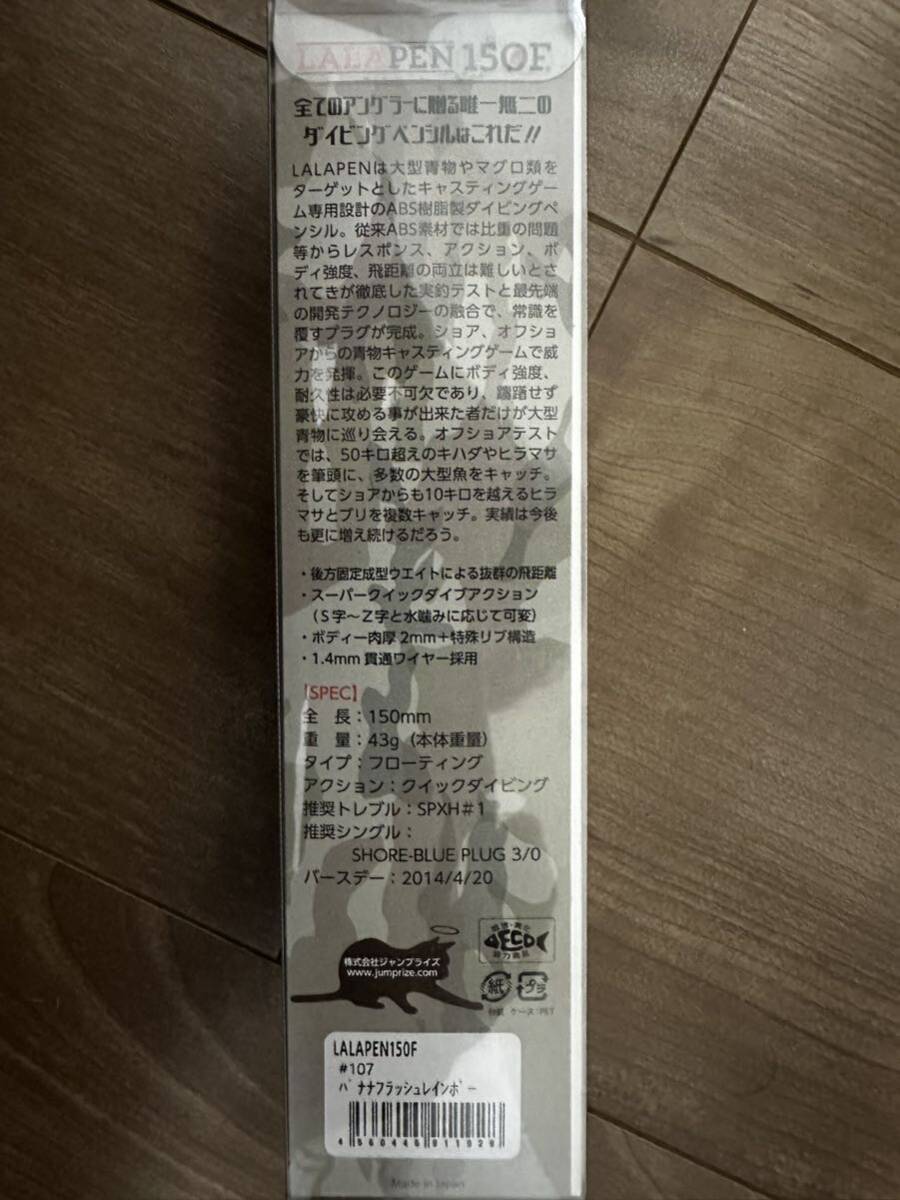 LALAPEN 150F
全てのアングラーに贈る唯一無二の
ダイビングペンシルはこれだ!!
LALAPENは大型青物やマグロ類を
ターゲットとしたキャスティングゲー
ム専用設計のABS樹脂製ダイビングペ
ンシル。従来ABS素材では比重の問題
等からレスポンス、アクション、ボ
ディ強度、飛距離の両立は難しいとさ
れてきが徹底した実釣テストと最先端
の開発テクノロジーの融合で、常識を
覆すプラグが完成。ショア、オフショ
アからの青物キャスティングゲームで威
力を発揮。このゲームにボディ強度、
耐久性は必要不可欠であり、躊躇せず
豪快に攻める事が出来た者だけが大型
青物に巡り会える。オフショアテスト
では、50キロ超えのキハダやヒラマサ
を筆頭に、多数の大型魚をキャッチ。
そしてショアからも10キロを越えるヒラ
マサとブリを複数キャッチ。実績は今後
も更に増え続けるだろう。
・後方固定成型ウエイトによる抜群の飛距離
・スーパークイックダイブアクション
（S字〜Z字と水噛みに応じて可変）
・ボディー肉厚2mm＋特殊リブ構造
・1.4mm 貫通ワイヤー採用
【SPEC】
全　長：150mm
重　量：43g（本体重量）
タイプ：フローティング
アクション：クイックダイビング
推奨トレブル：SPXH＃1
推奨シングル：
SHORE-BLUE PLUG 3/0
バースデー：2014/4/20
株式会社ジャンプライズ
www.jumprize.com
ECO
紙 プラ
台紙 ケース：PET
LALAPEN150F
#107
バナナフラッシュレインボー
4 560446 911929
Made in Japan